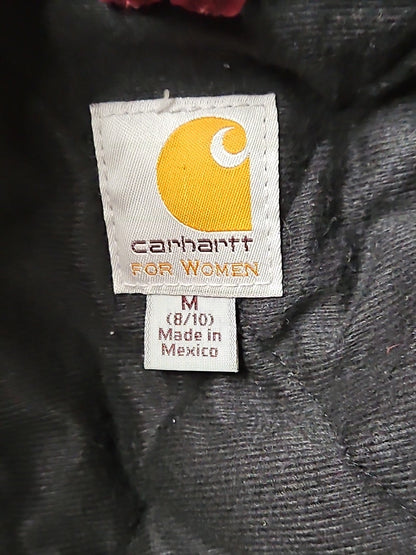 carhartt
FOR WOMEN
M
(8/10)
Made in
Mexico